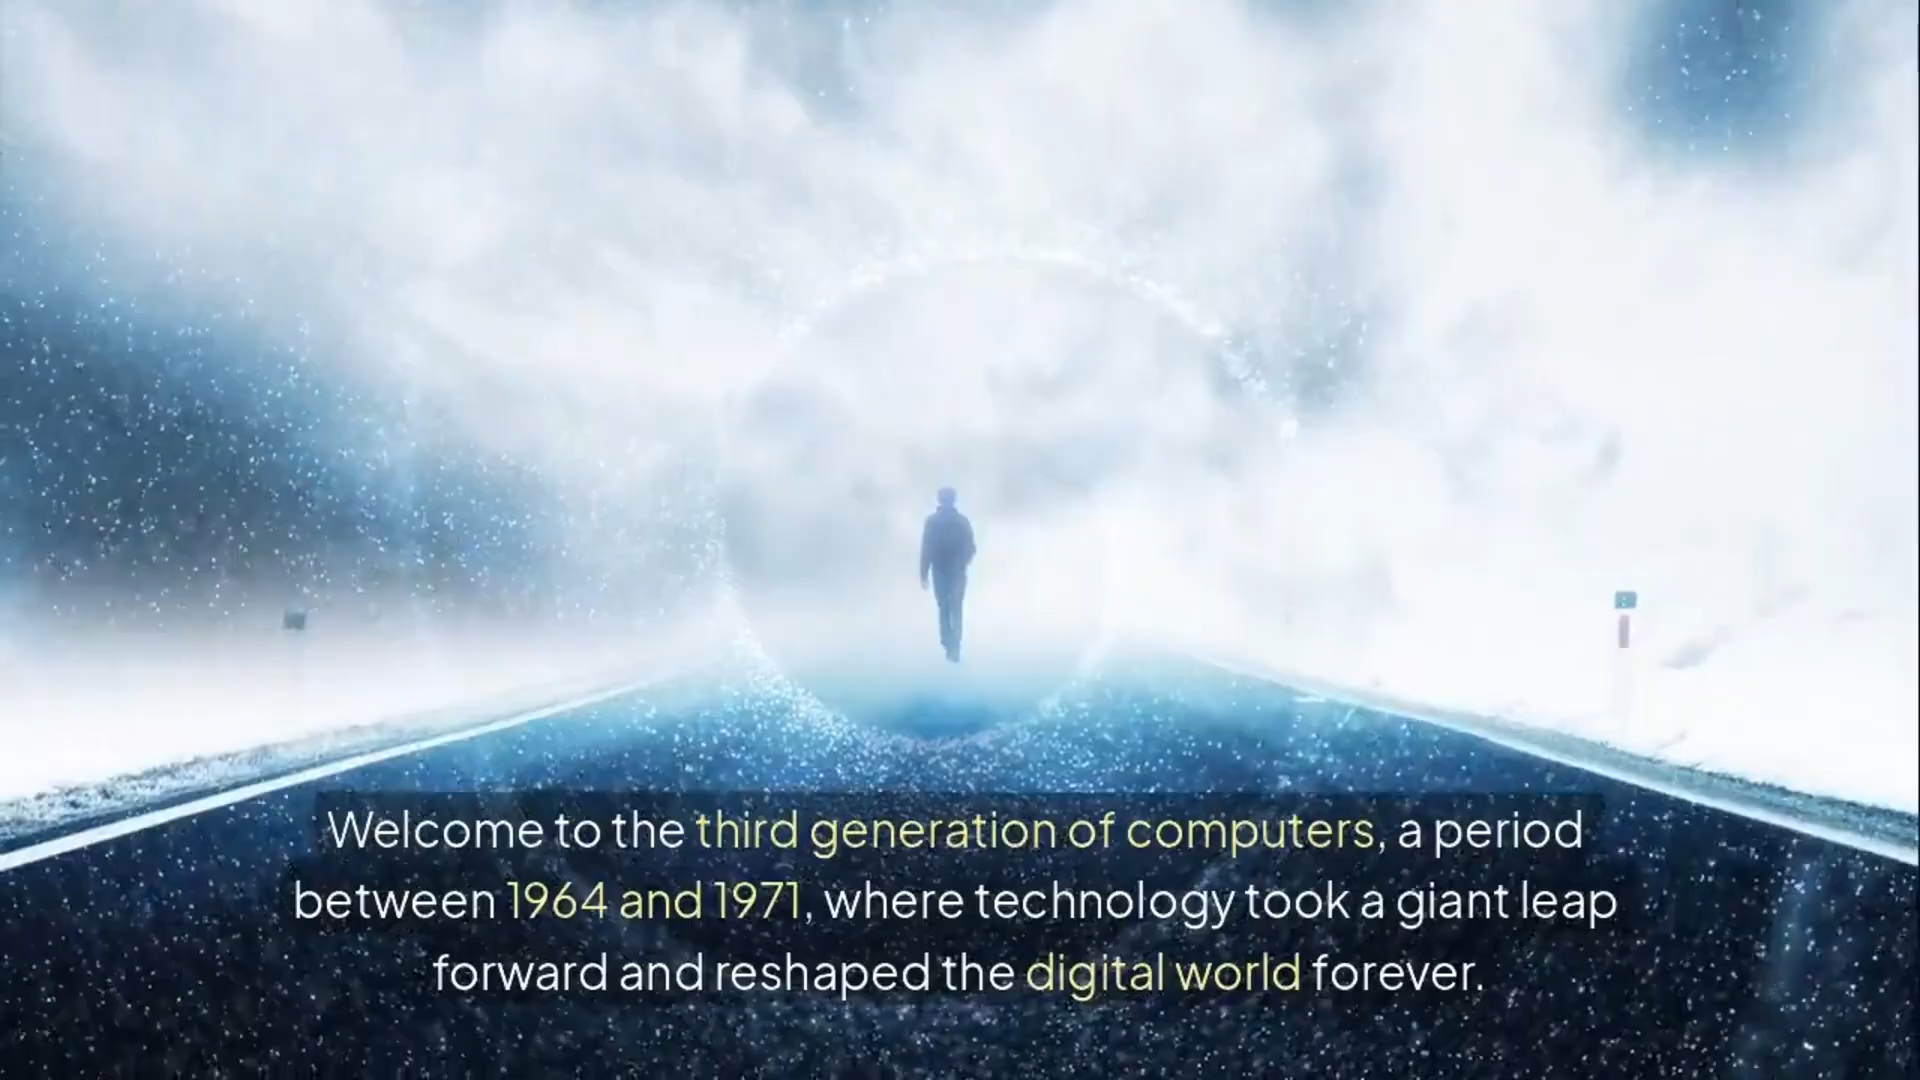 Welcome to the third generation of computers, a period
between 1964 and 1971, where technology took a giant leap
forward and reshaped the digital world forever.